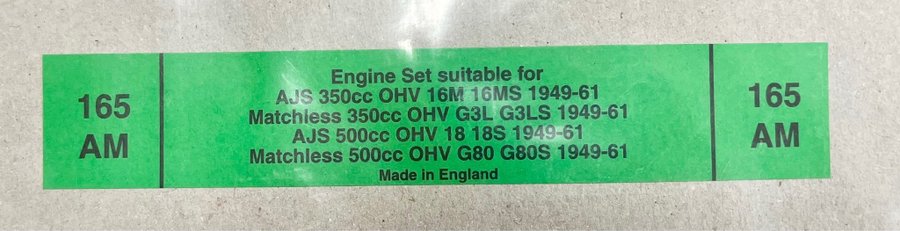 165
AM
Engine Set suitable for
AJS 350cc OHV 16M 16MS 1949-61
Matchless 350cc OHV G3L G3LS 1949-61
AJS 500cc OHV 18 18S 1949-61
Matchless 500cc OHV G80 G80S 1949-61
Made in England
165
AM